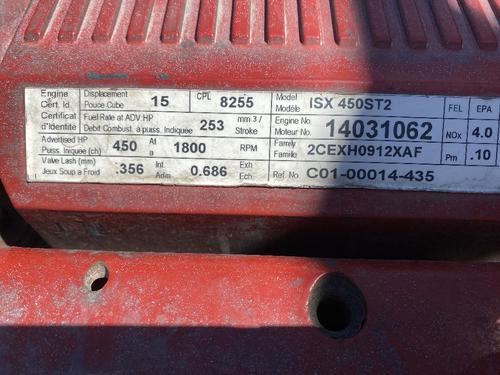 Engine Displacement CPL Model
Cert. Id. Pouce Cube 15 8255 Modèle ISX 450ST2 FEL EPA
Certificat Fuel Rate at ADV HP mm 3 / Engine No.
d'Identite Debit Combust. à puiss. Indiquée 253 Stroke Moteur No. 14031062 NOx 4.0
Advertised HP At Family
Puiss. Iniquée (ch) 450 a 1800 RPM Famille 2CEXH0912XAF
Valve Lash (mm) Int. Exh Pm .10
Jeux Soup a Froid .356 Adm 0.686 Ech Ref. No C01-00014-435